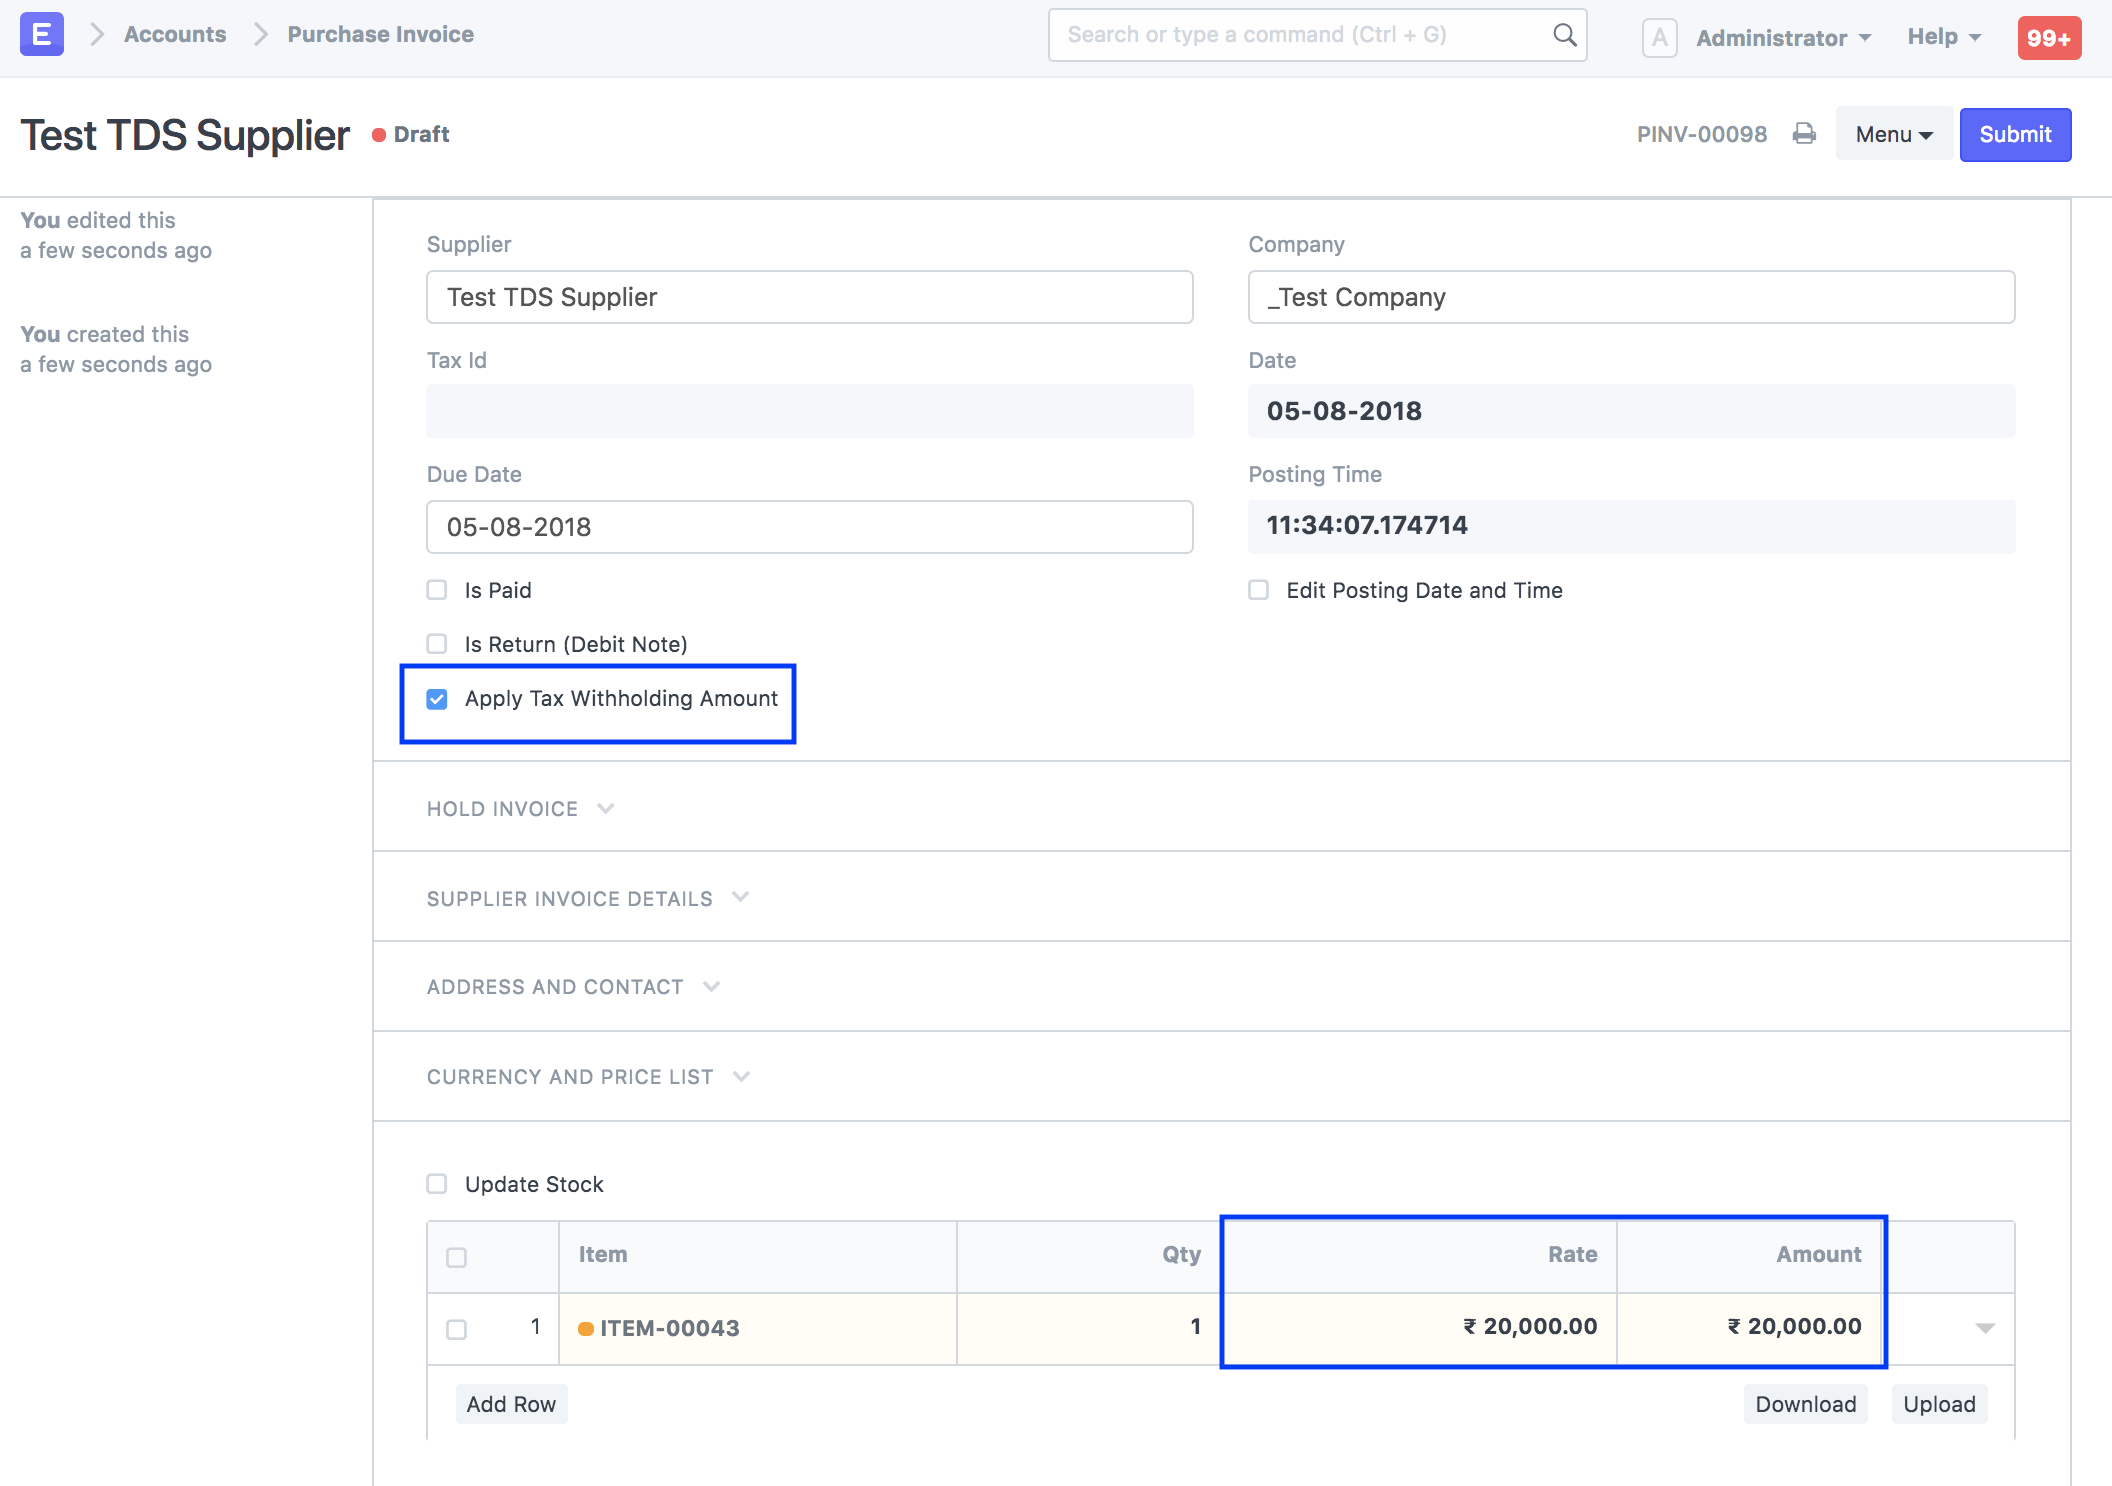 E Accounts Purchase Invoice Search or type a command (Ctrl + G) A Administrator Help 99+
Test TDS Supplier Draft PINV-00098 Menu Submit
You edited this
a few seconds ago
You created this
a few seconds ago
Supplier Company
Test TDS Supplier _Test Company
Tax Id Date
05-08-2018
Due Date Posting Time
05-08-2018 11:34:07.174714
Is Paid Edit Posting Date and Time
Is Return (Debit Note)
Apply Tax Withholding Amount
HOLD INVOICE
SUPPLIER INVOICE DETAILS
ADDRESS AND CONTACT
CURRENCY AND PRICE LIST
Update Stock
Item Qty Rate Amount
1 ITEM-00043 1 ₹ 20,000.00 ₹ 20,000.00
Add Row Download Upload